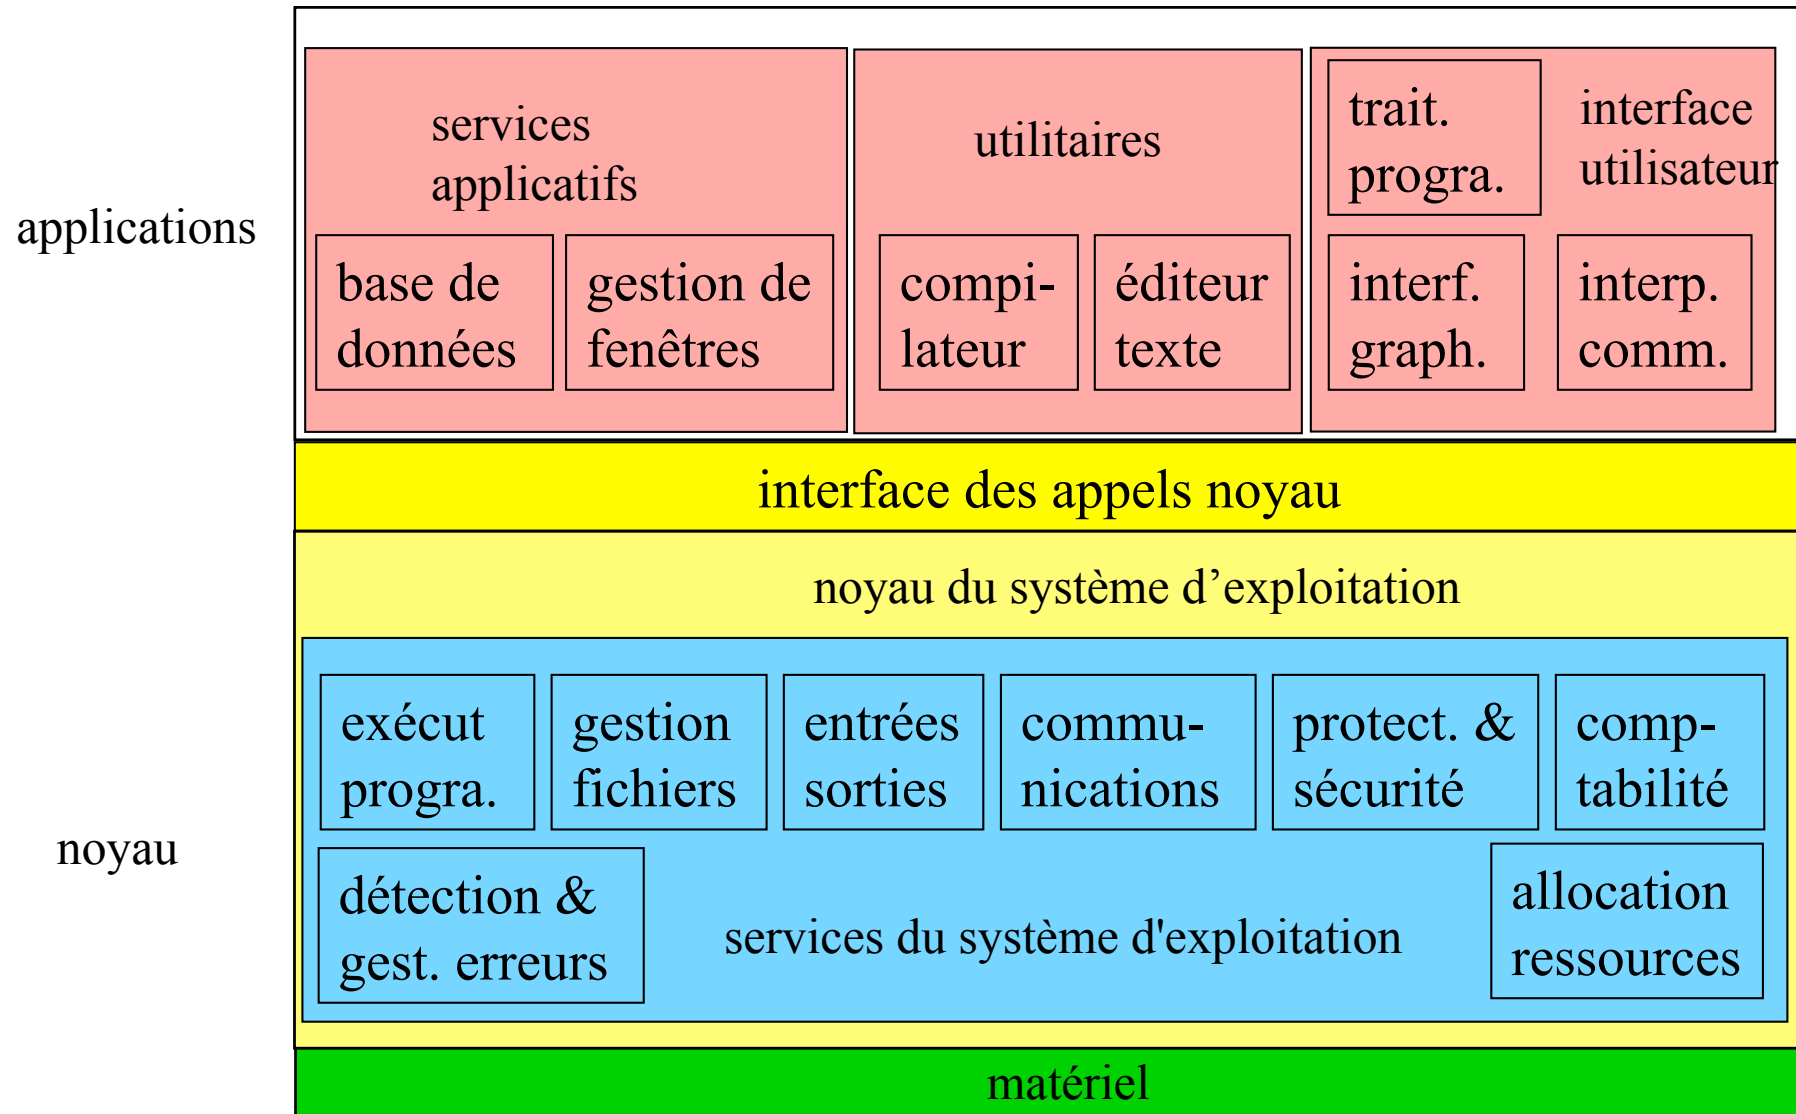 applications
services
applicatifs
base de
données
gestion de
fenêtres
utilitaires
compi-
lateur
éditeur
texte
trait.
progra.
interface
utilisateur
interf.
graph.
interp.
comm.
interface des appels noyau
noyau
noyau du système d’exploitation
exécut
progra.
gestion
fichiers
entrées
sorties
commu-
nications
protect. &
sécurité
comp-
tabilité
détection &
gest. erreurs
services du système d'exploitation
allocation
ressources
matériel